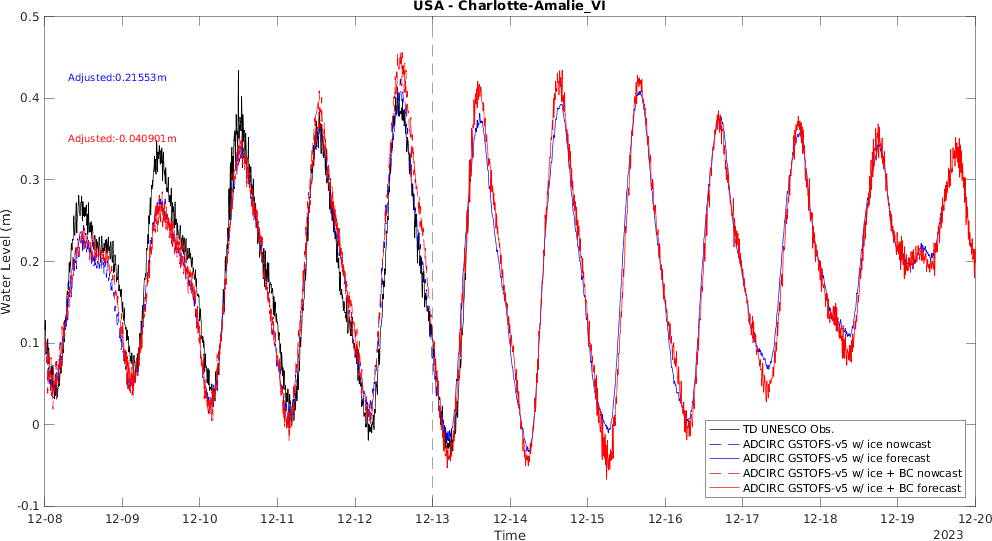 USA - Charlotte-Amalie_VI
0.5
0.4
0.3
0.2
0.1
0
-0.1
Water Level (m)
Adjusted:0.21553m
Adjusted:-0.040901m
TD UNESCO Obs.
ADCIRC GSTOFS-v5 w/ ice nowcast
ADCIRC GSTOFS-v5 w/ ice forecast
ADCIRC GSTOFS-v5 w/ ice + BC nowcast
ADCIRC GSTOFS-v5 w/ ice + BC forecast
12-08 12-09 12-10 12-11 12-12 12-13 12-14 12-15 12-16 12-17 12-18 12-19 12-20
Time
2023